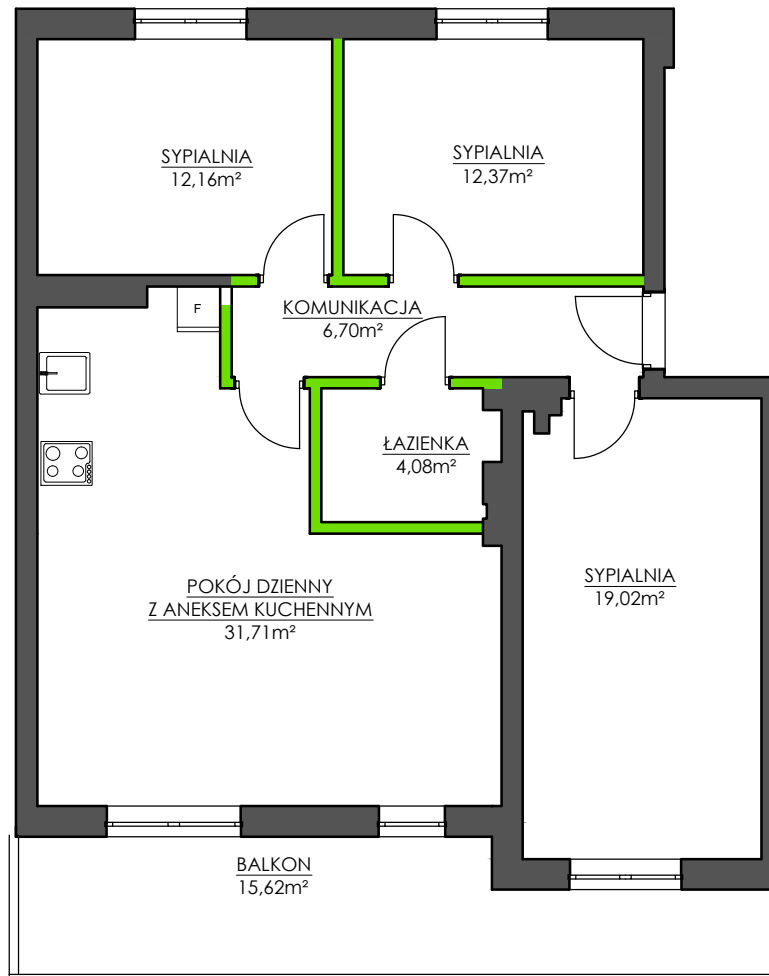 SYPIALNIA
12,16m²
SYPIALNIA
12,37m²
KOMUNIKACJA
6,70m²
F
ŁAZIENKA
4,08m²
POKÓJ DZIENNY
Z ANEKSEM KUCHENNYM
31,71m²
SYPIALNIA
19,02m²
BALKON
15,62m²